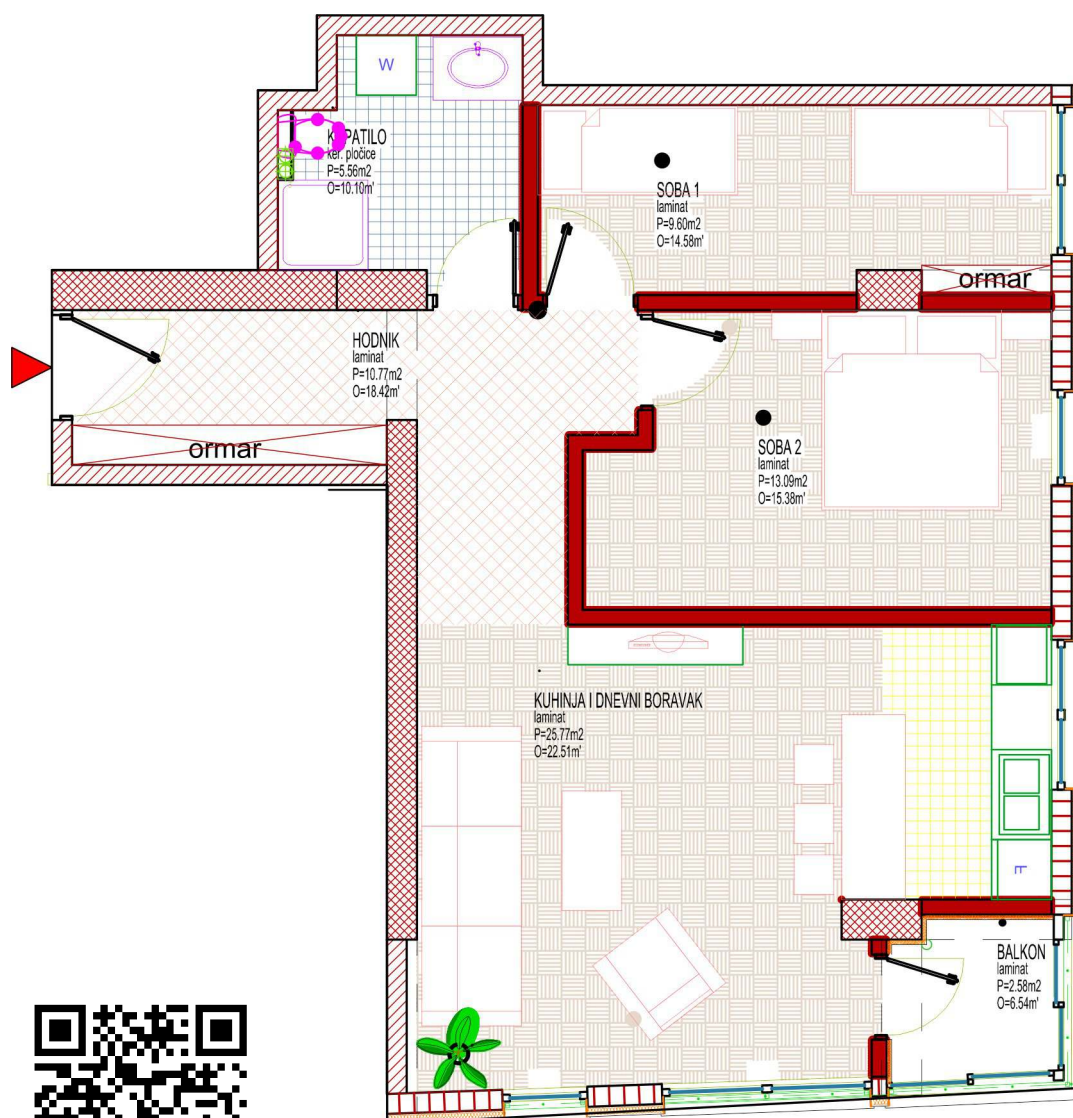 W
KUPATILO
ker. pločice
P=5.56m2
O=10.10m'
SOBA 1
laminat
P=9.60m2
O=14.58m'
ormar
HODNIK
laminat
P=10.77m2
O=18.42m'
ormar
SOBA 2
laminat
P=13.09m2
O=15.38m'
KUHINJA I DNEVNI BORAVAK
laminat
P=25.77m2
O=22.51m'
F
BALKON
laminat
P=2.58m2
O=6.54m'